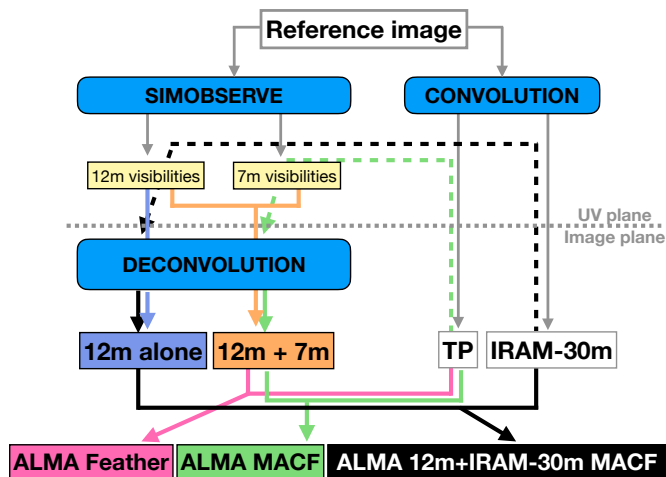 Reference image
SIMOBSERVE
CONVOLUTION
12m visibilities
7m visibilities
UV plane
Image plane
DECONVOLUTION
12m alone
12m + 7m
TP
IRAM-30m
ALMA Feather
ALMA MACF
ALMA 12m+IRAM-30m MACF